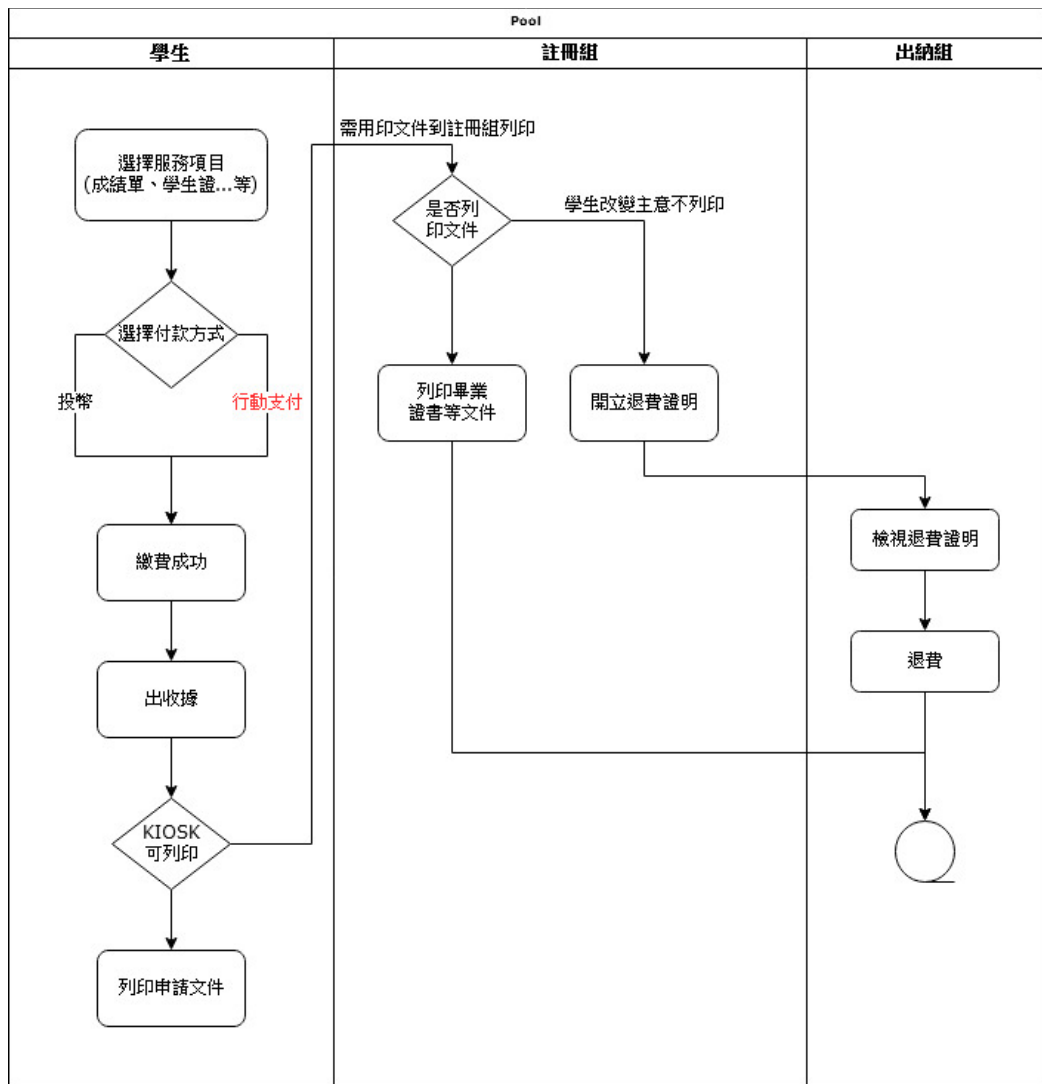 Pool
學生
註冊組
出納組
選擇服務項目
(成績單、學生證...等)
選擇付款方式
投幣
行動支付
繳費成功
出收據
KIOSK
可列印
列印申請文件
需用印文件到註冊組列印
是否列
印文件
學生改變主意不列印
列印畢業
證書等文件
開立退費證明
檢視退費證明
退費